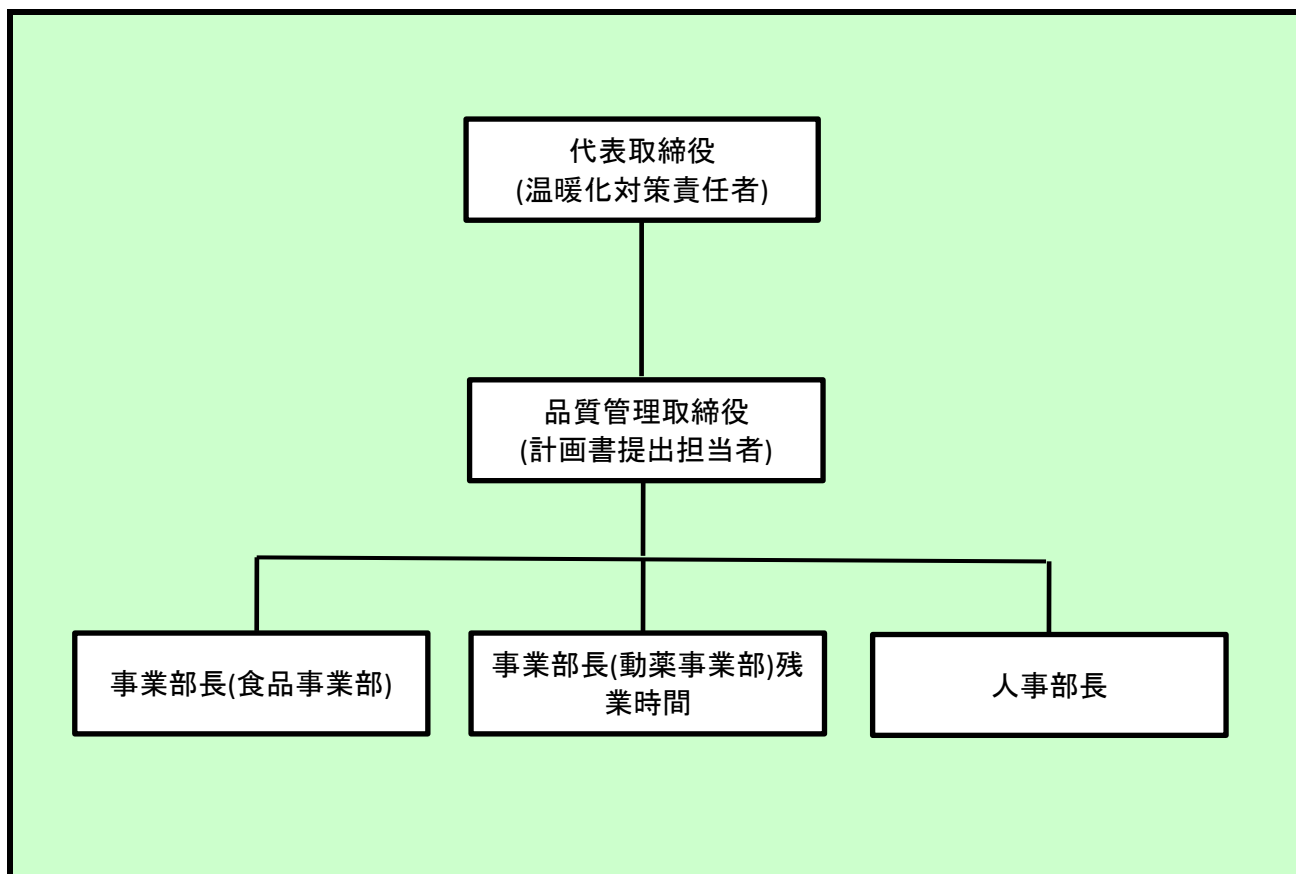 代表取締役
(温暖化対策責任者)
品質管理取締役
(計画書提出担当者)
事業部長(食品事業部)
事業部長(動薬事業部)残
業時間
人事部長